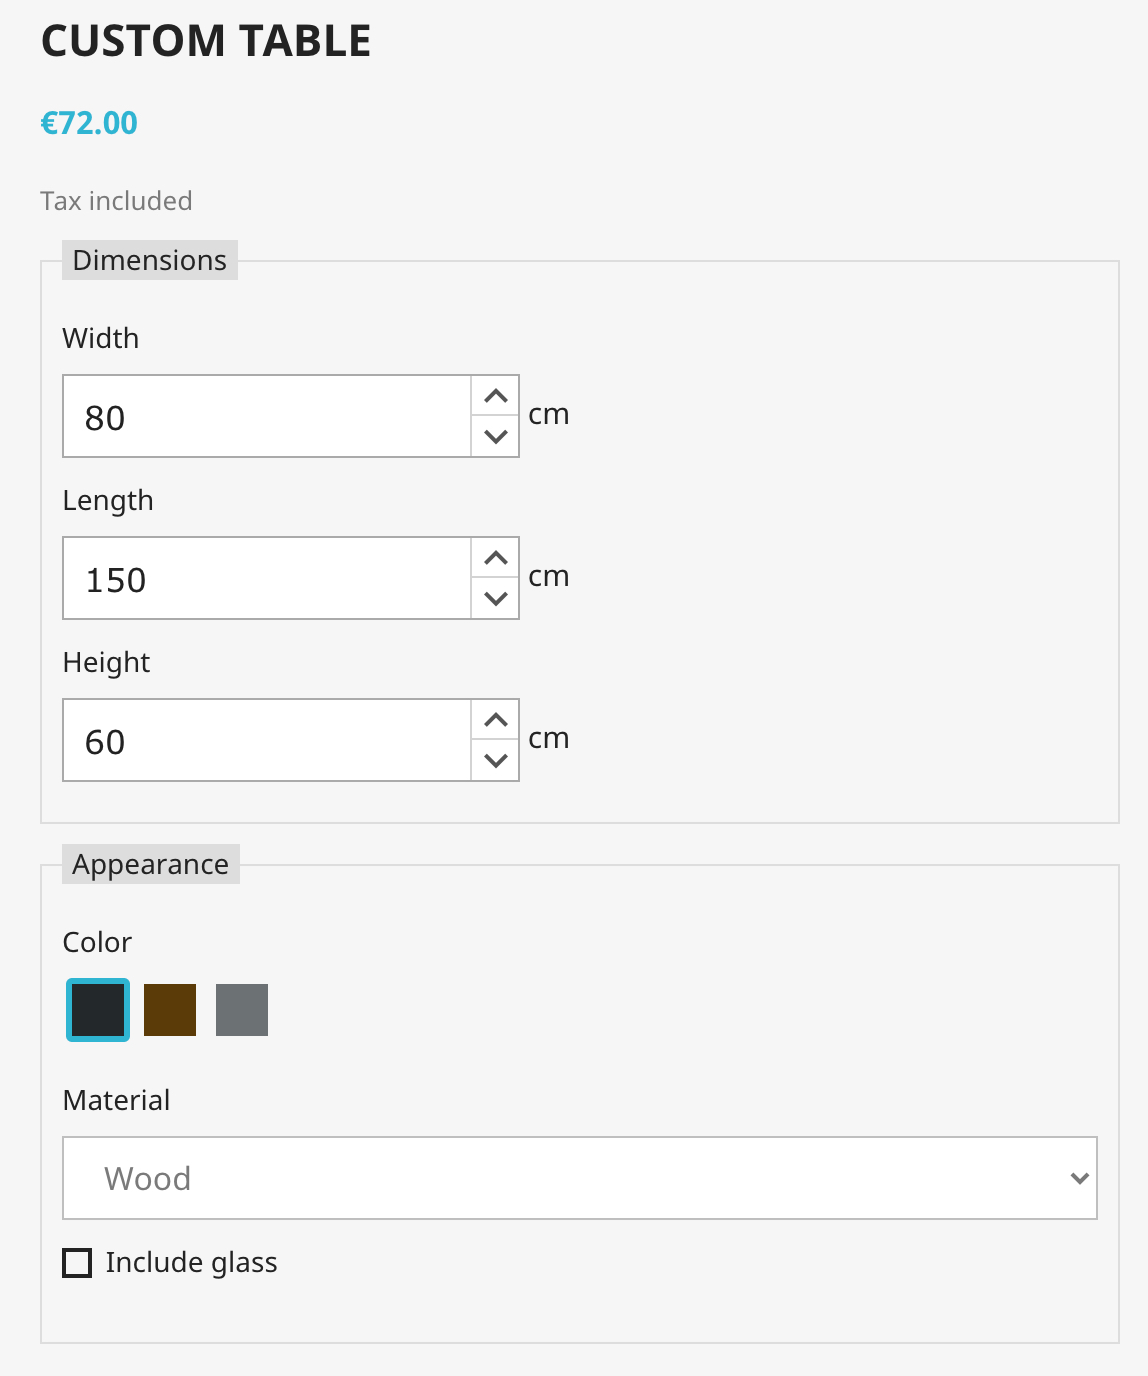 CUSTOM TABLE
€72.00
Tax included
Dimensions
Width
80 cm
Length
150 cm
Height
60 cm
Appearance
Color
Material
Wood
Include glass